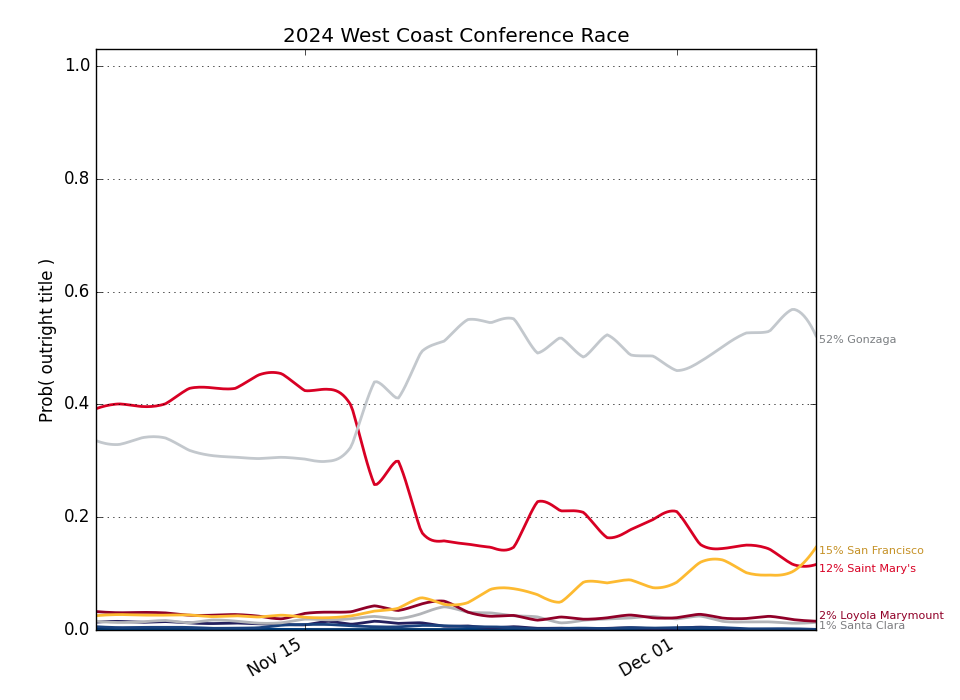 2024 West Coast Conference Race
Prob( outright title )
1.0
0.8
0.6
0.4
0.2
0.0
Nov 15
Dec 01
52% Gonzaga
15% San Francisco
12% Saint Mary's
2% Loyola Marymount
1% Santa Clara